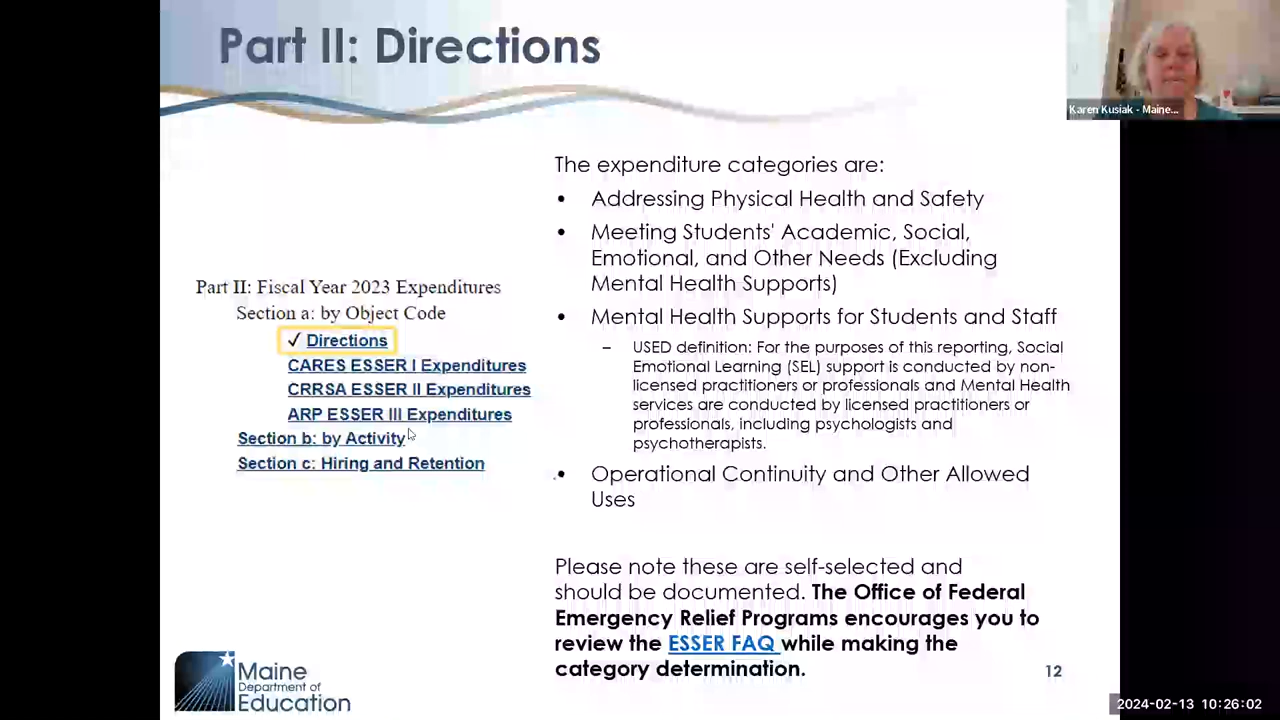 Part II: Directions
Karen Kusiak - Maine...
The expenditure categories are:
• Addressing Physical Health and Safety
• Meeting Students' Academic, Social,
Emotional, and Other Needs (Excluding
Mental Health Supports)
• Mental Health Supports for Students and Staff
– USED definition: For the purposes of this reporting, Social
Emotional Learning (SEL) support is conducted by non-
licensed practitioners or professionals and Mental Health
services are conducted by licensed practitioners or
professionals, including psychologists and
psychotherapists.
• Operational Continuity and Other Allowed
Uses
Please note these are self-selected and
should be documented. The Office of Federal
Emergency Relief Programs encourages you to
review the ESSER FAQ while making the
category determination.
Part II: Fiscal Year 2023 Expenditures
Section a: by Object Code
✓ Directions
CARES ESSER I Expenditures
CRRSA ESSER II Expenditures
ARP ESSER III Expenditures
Section b: by Activity
Section c: Hiring and Retention
Maine
Department of
Education
12
2024-02-13 10:26:02